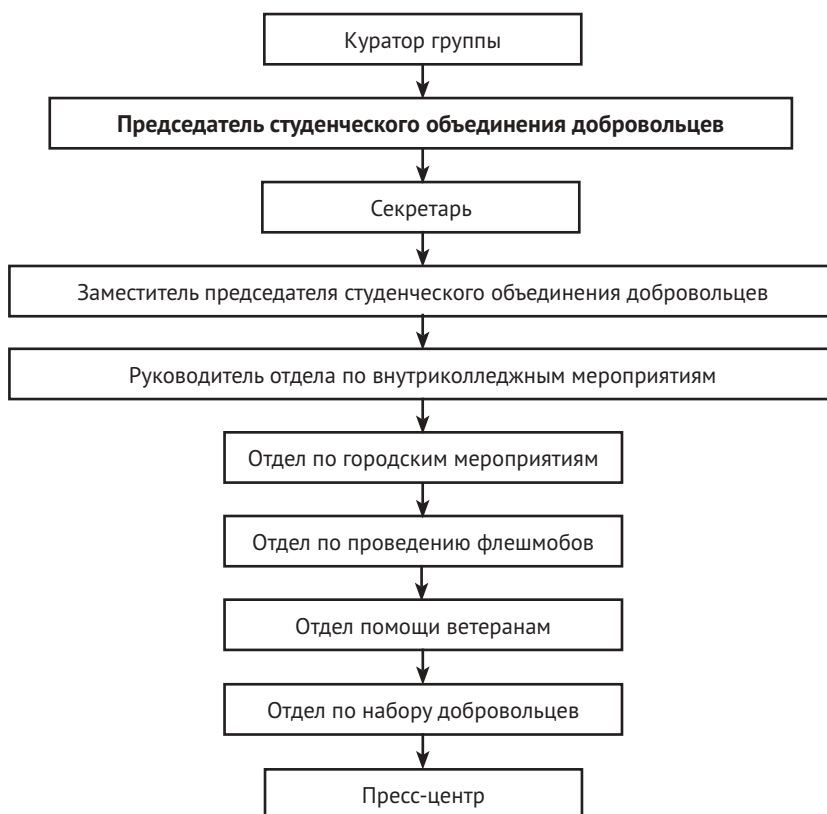 Куратор группы
Председатель студенческого объединения добровольцев
Секретарь
Заместитель председателя студенческого объединения добровольцев
Руководитель отдела по внутриколледжным мероприятиям
Отдел по городским мероприятиям
Отдел по проведению флешмобов
Отдел помощи ветеранам
Отдел по набору добровольцев
Пресс-центр